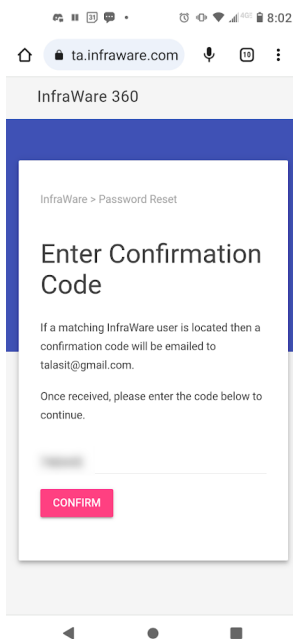 31
4GE
8:02
ta.infraware.com
10
InfraWare 360
InfraWare > Password Reset
Enter Confirmation
Code
If a matching InfraWare user is located then a
confirmation code will be emailed to
talasit@gmail.com.
Once received, please enter the code below to
continue.
CONFIRM